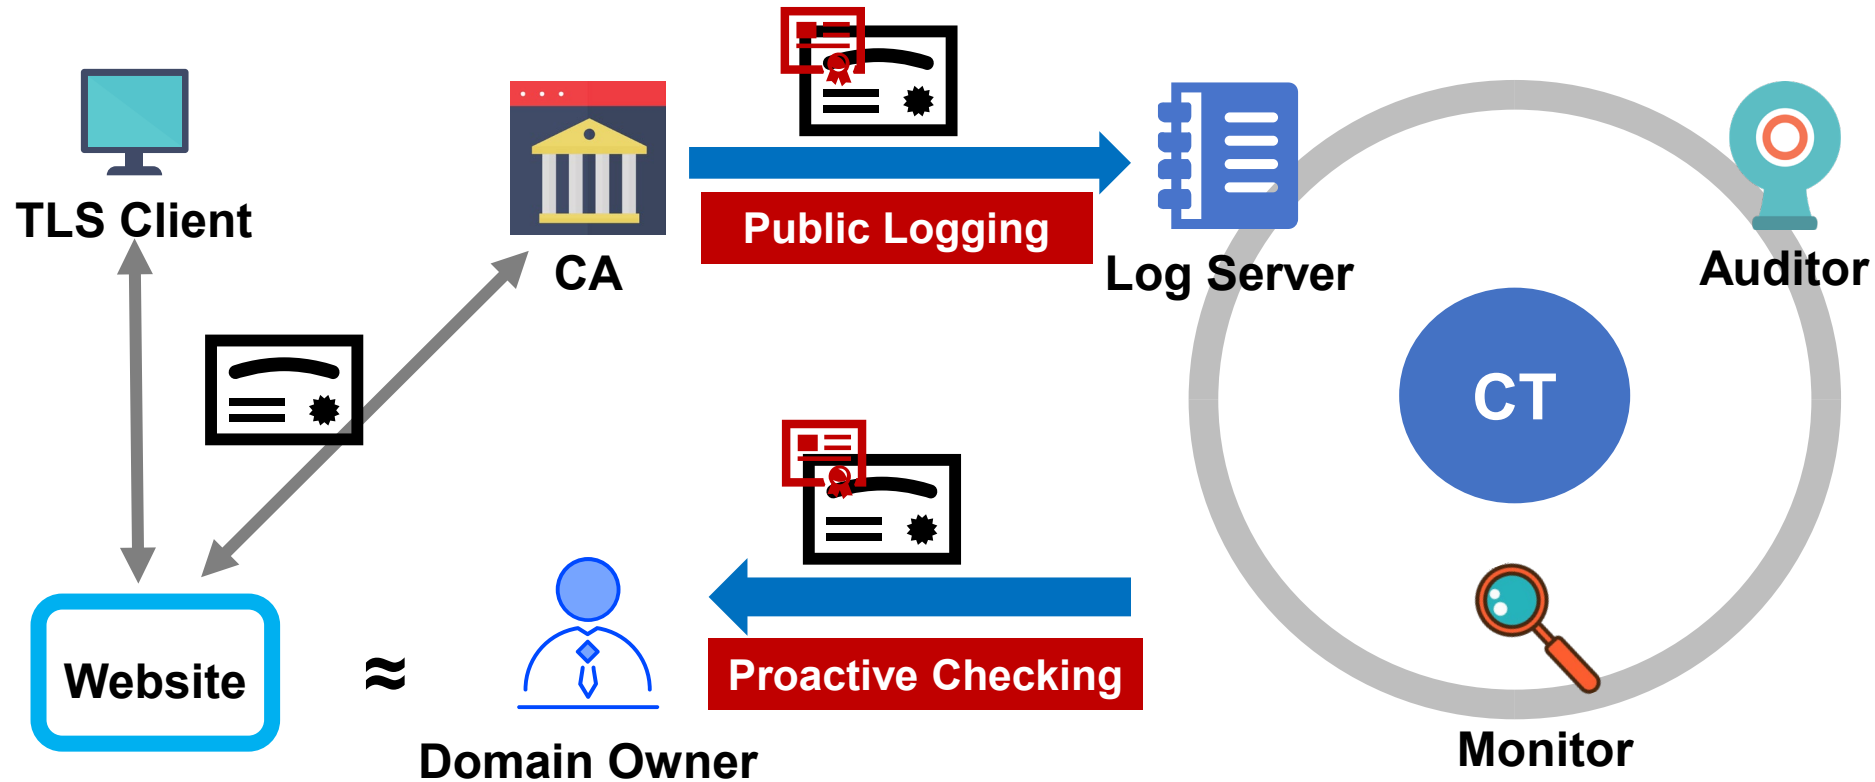 TLS Client
CA
Public Logging
Log Server
Auditor
CT
Website
≈
Domain Owner
Proactive Checking
Monitor